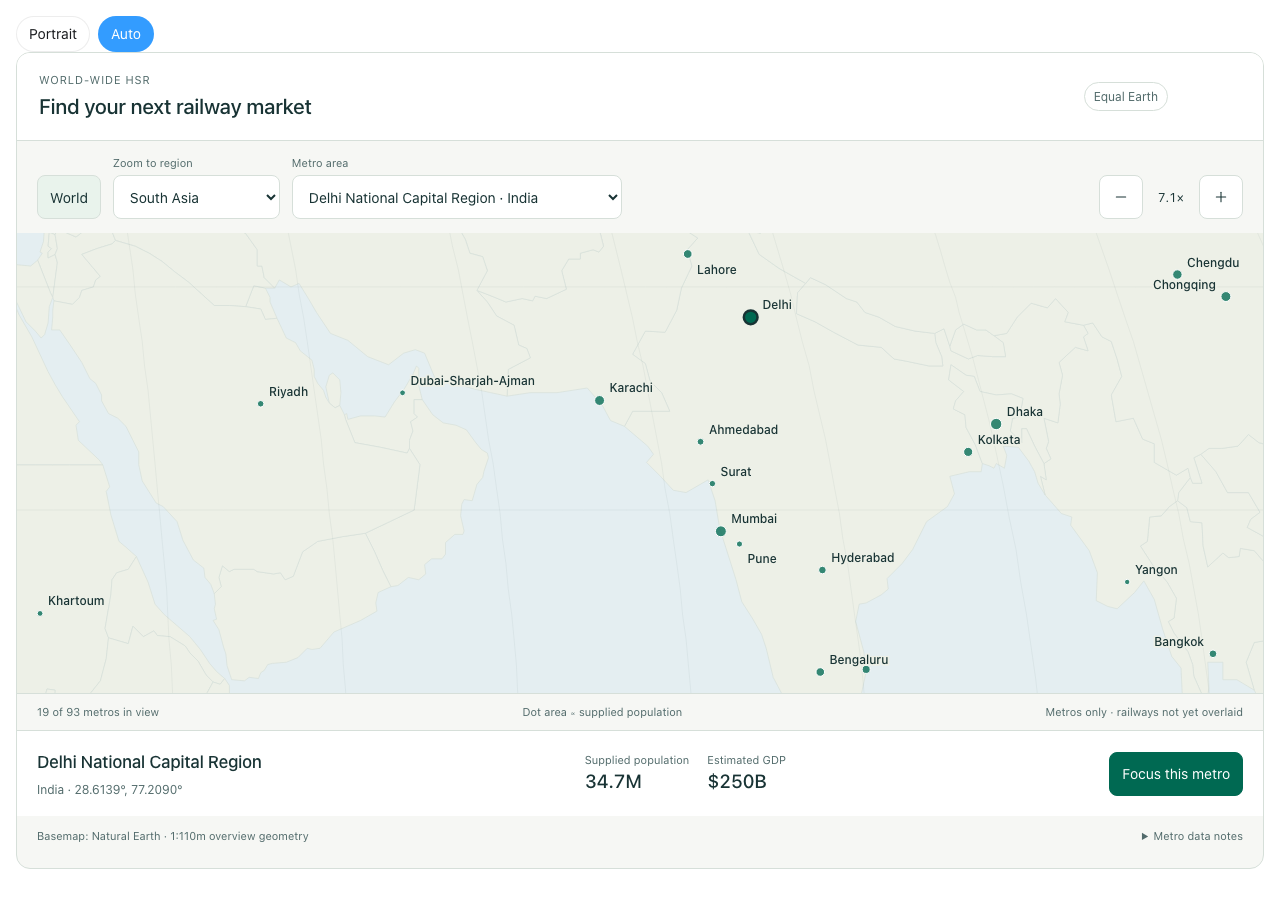 Portrait
Auto
WORLD-WIDE HSR
Find your next railway market
Equal Earth
Zoom to region
Metro area
World
South Asia
Delhi National Capital Region · India
−
7.1×
+
Lahore
Chengdu
Chongqing
Delhi
Dubai-Sharjah-Ajman
Riyadh
Karachi
Dhaka
Ahmedabad
Kolkata
Surat
Mumbai
Pune
Hyderabad
Yangon
Khartoum
Bangkok
Bengaluru
19 of 93 metros in view
Dot area ∝ supplied population
Metros only · railways not yet overlaid
Delhi National Capital Region
India · 28.6139°, 77.2090°
Supplied population
34.7M
Estimated GDP
$250B
Focus this metro
Basemap: Natural Earth · 1:110m overview geometry
▶ Metro data notes